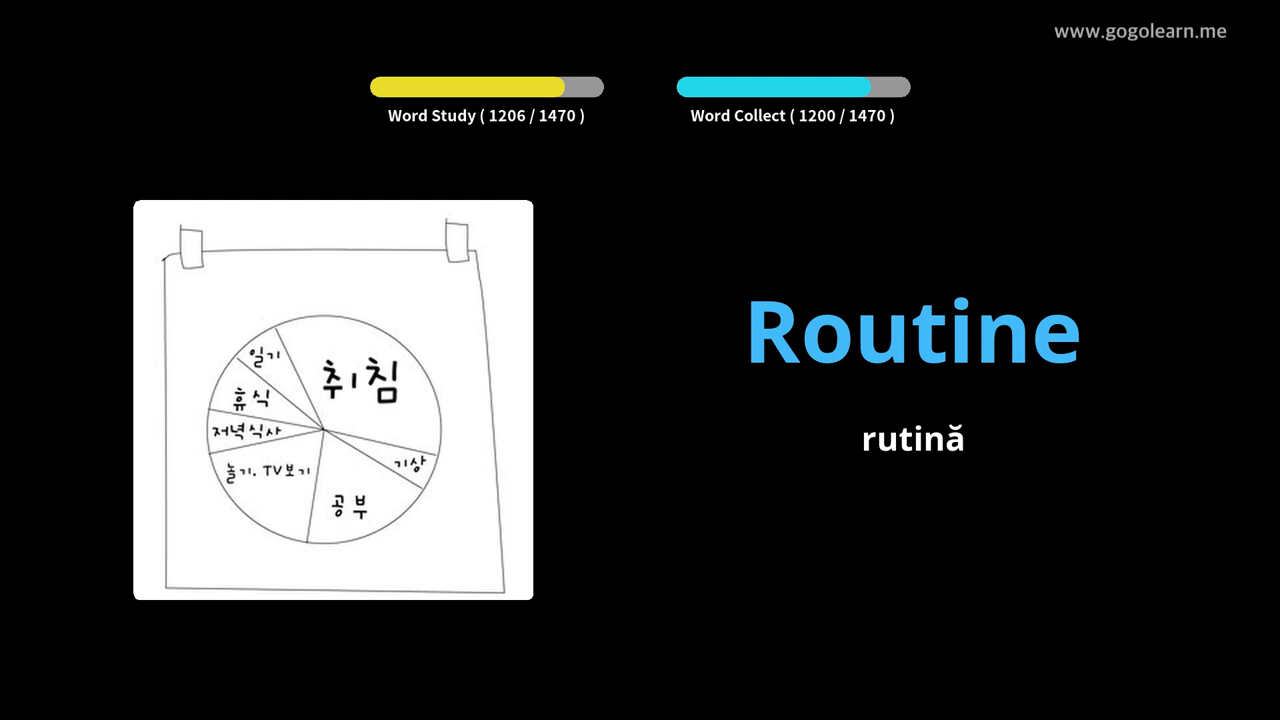 www.gogolearn.me
Word Study ( 1206 / 1470 )
Word Collect ( 1200 / 1470 )
일기
취침
휴식
저녁식사
기상
놀기. TV보기
공부
Routine
rutină